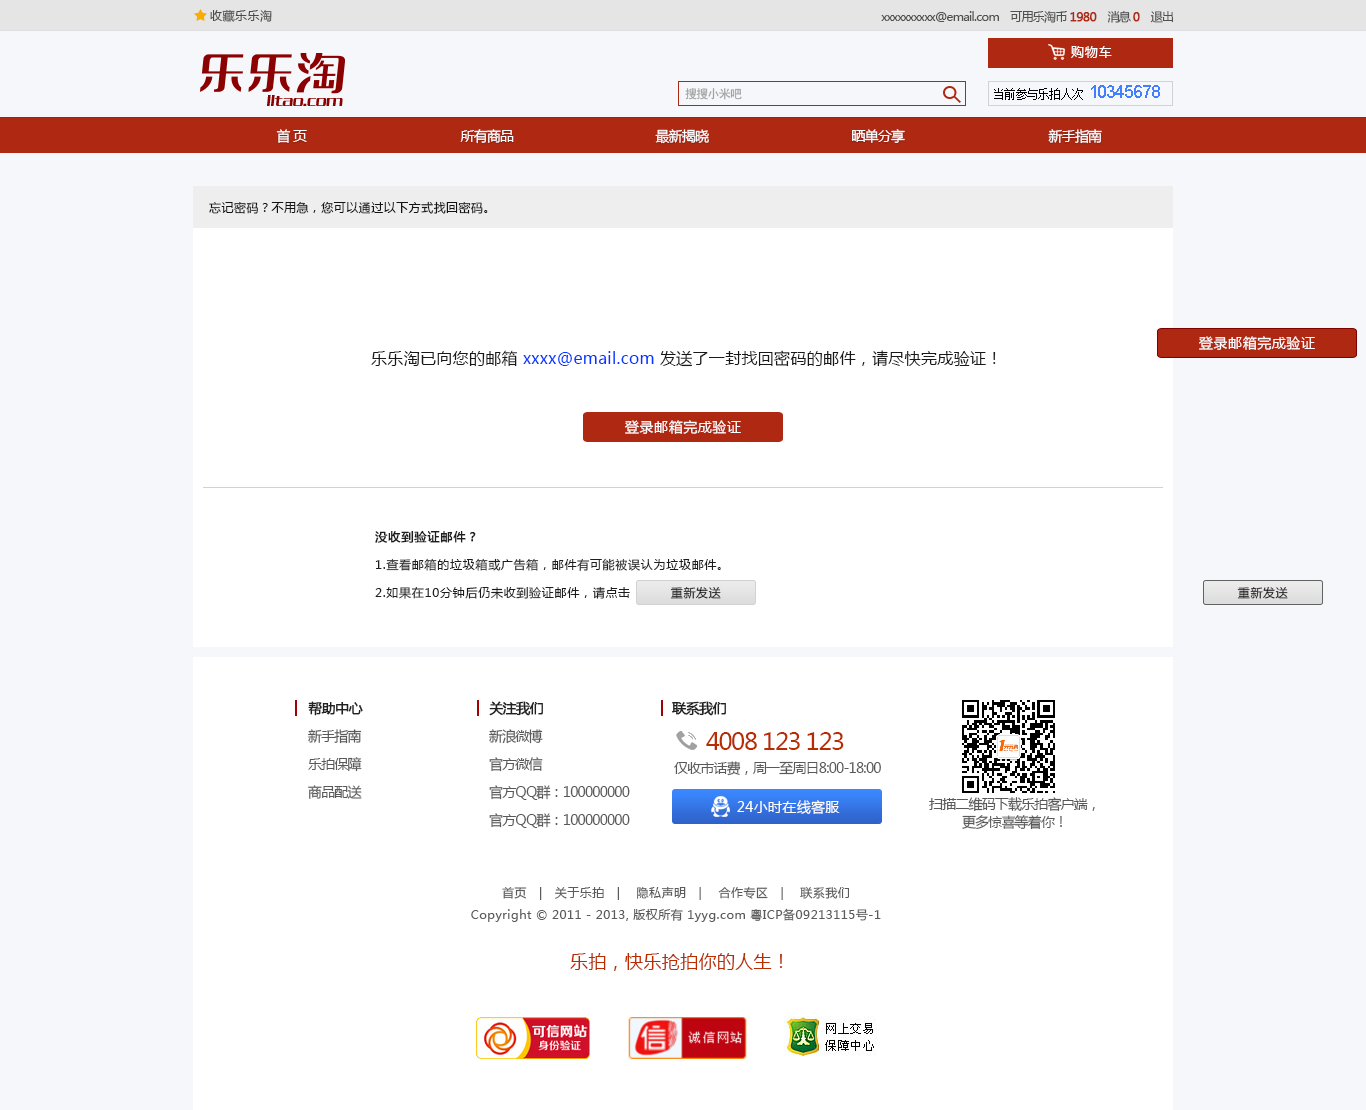 收藏乐乐淘
xxxxxxxxxx@email.com 可用乐淘币 1980 消息 0 退出
乐乐淘
lltao.com
购物车
搜搜小米吧
当前参与乐拍人次 10345678
首 页 所有商品 最新揭晓 晒单分享 新手指南
忘记密码？不用急，您可以通过以下方式找回密码。
登录邮箱完成验证
乐乐淘已向您的邮箱 xxxx@email.com 发送了一封找回密码的邮件，请尽快完成验证！
登录邮箱完成验证
没收到验证邮件？
1.查看邮箱的垃圾箱或广告箱，邮件有可能被误认为垃圾邮件。
2.如果在10分钟后仍未收到验证邮件，请点击 重新发送
重新发送
帮助中心
新手指南
乐拍保障
商品配送
关注我们
新浪微博
官方微信
官方QQ群：100000000
官方QQ群：100000000
联系我们
4008 123 123
仅收市话费，周一至周日8:00-18:00
24小时在线客服
扫描二维码下载乐拍客户端，
更多惊喜等着你！
首页 | 关于乐拍 | 隐私声明 | 合作专区 | 联系我们
Copyright © 2011 - 2013, 版权所有 1yyg.com 粤ICP备09213115号-1
乐拍，快乐抢拍你的人生！
可信网站
身份验证
信 诚信网站
网上交易
保障中心